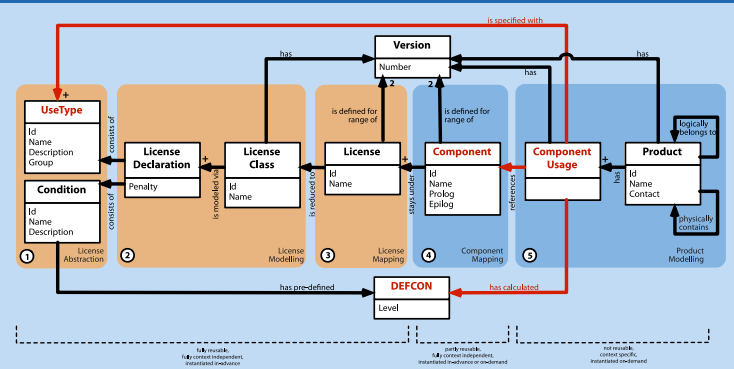 is specified with
Version
Number
has
has
has
2
2
+
UseType
Id
Name
Description
Group
Condition
Id
Name
Description
consists of
consists of
License
Declaration
Penalty
+
is modeled via
License
Class
Id
Name
is reduced to
is defined for
range of
License
Id
Name
+
stays under
is defined for
range of
Component
Id
Name
Prolog
Epilog
references
Component
Usage
+
has
Product
Id
Name
Contact
logically
belongs to
physically
contains
1
License
Abstraction
2
License Modelling
3
License
Mapping
4
Component
Mapping
5
Product
Modelling
has pre-defined
DEFCON
Level
has calculated
fully reusable,
fully context independent,
instantiated in-advance
partly reusable,
fully context independent,
instantiated in-advance or on-demand
not reusable,
context specific,
instantiated on-demand